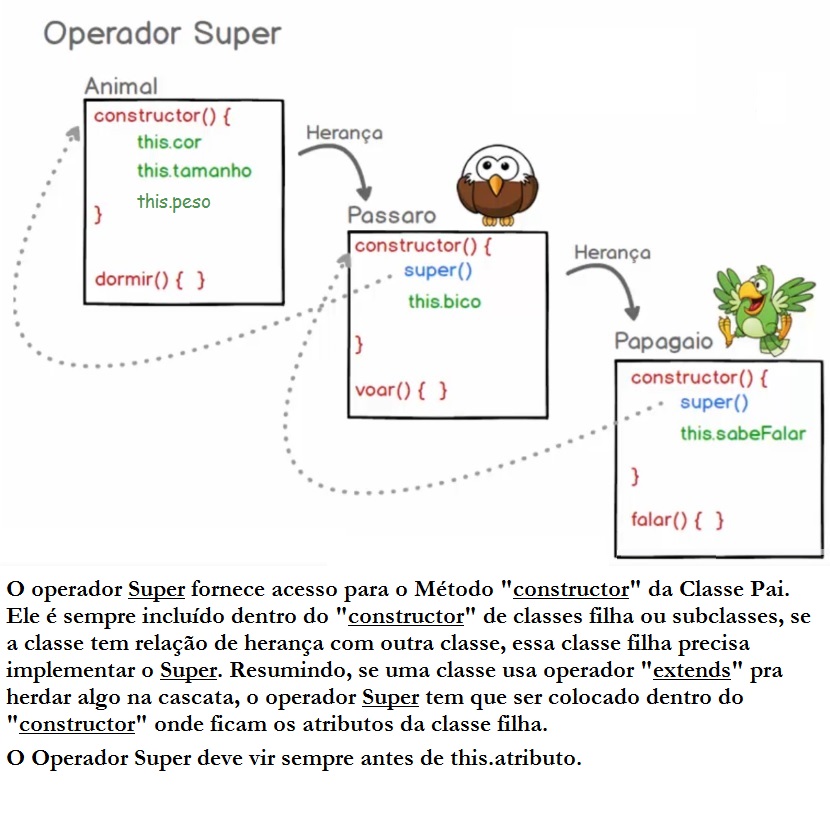 Operador Super
Animal
constructor() {
this.cor
this.tamanho
this.peso
}
dormir() { }
Herança
Passaro
constructor() {
super()
this.bico
}
voar() { }
Herança
Papagaio
constructor() {
super()
this.sabeFalar
}
falar() { }
O operador Super fornece acesso para o Método "constructor" da Classe Pai.
Ele é sempre incluído dentro do "constructor" de classes filha ou subclasses, se
a classe tem relação de herança com outra classe, essa classe filha precisa
implementar o Super. Resumindo, se uma classe usa operador "extends" pra
herdar algo na cascata, o operador Super tem que ser colocado dentro do
"constructor" onde ficam os atributos da classe filha.
O Operador Super deve vir sempre antes de this.atributo.